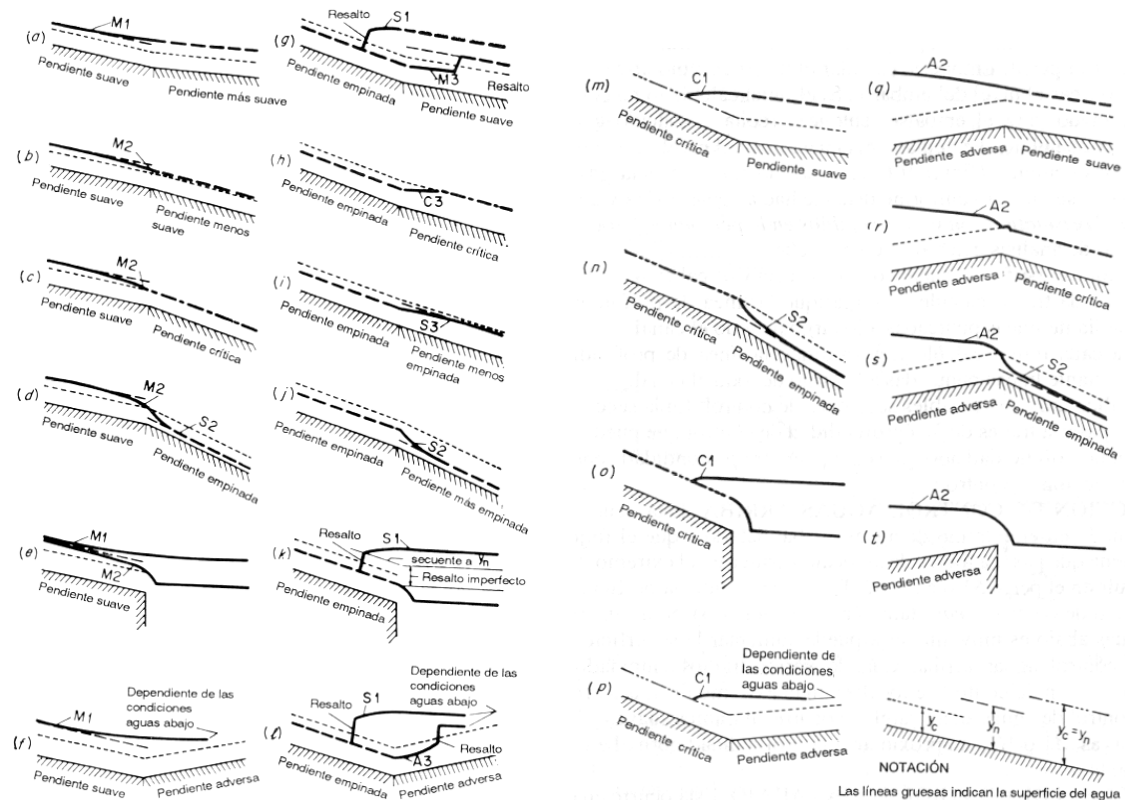 (a)
M1
Pendiente suave
Pendiente más suave
(b)
M2
Pendiente suave
Pendiente menos
suave
(c)
M2
Pendiente suave
Pendiente crítica
(d)
M2
S2
Pendiente suave
Pendiente empinada
(e)
M1
M2
Pendiente suave
(f)
M1
Dependiente de las
condiciones
aguas abajo
Pendiente suave
Pendiente adversa
(g)
Resalto
S1
M3
Resalto
Pendiente empinada
Pendiente suave
(h)
C3
Pendiente empinada
Pendiente crítica
(i)
S3
Pendiente empinada
Pendiente menos
empinada
(j)
S2
Pendiente empinada
Pendiente más empinada
(k)
Resalto
S1
secuente a yn
Resalto imperfecto
Pendiente empinada
(l)
Dependiente de las
condiciones
aguas abajo
Resalto
S1
A3
Resalto
Pendiente
empinada
Pendiente adversa
(m)
C1
Pendiente crítica
Pendiente suave
(n)
S2
Pendiente crítica
Pendiente empinada
(o)
C1
Pendiente crítica
(p)
C1
Dependiente de
las condiciones
aguas abajo
Pendiente crítica
Pendiente adversa
(q)
A2
Pendiente adversa
Pendiente suave
(r)
A2
Pendiente adversa
Pendiente crítica
(s)
A2
S2
Pendiente adversa
Pendiente empinada
(t)
A2
Pendiente adversa
yc
yn
yc = yn
NOTACIÓN
Las líneas gruesas indican la superficie del agua